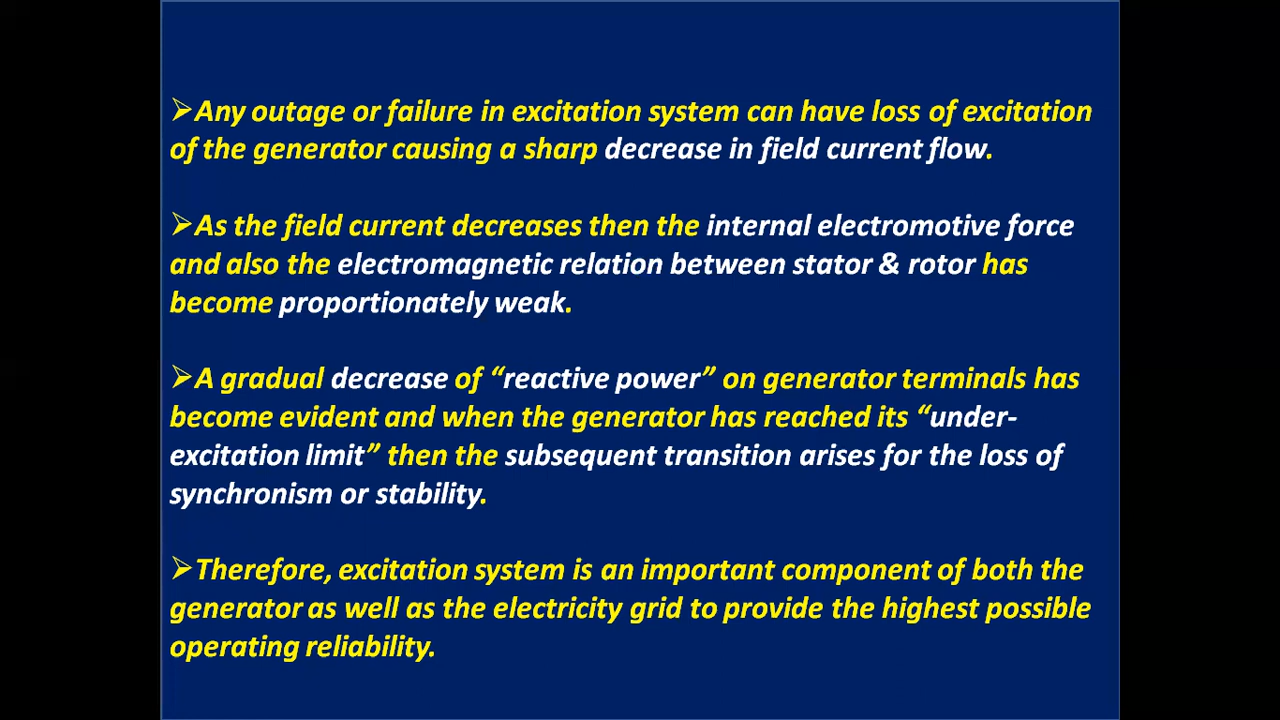 ➢Any outage or failure in excitation system can have loss of excitation
of the generator causing a sharp decrease in field current flow.
➢As the field current decreases then the internal electromotive force
and also the electromagnetic relation between stator & rotor has
become proportionately weak.
➢A gradual decrease of “reactive power” on generator terminals has
become evident and when the generator has reached its “under-
excitation limit” then the subsequent transition arises for the loss of
synchronism or stability.
➢Therefore, excitation system is an important component of both the
generator as well as the electricity grid to provide the highest possible
operating reliability.